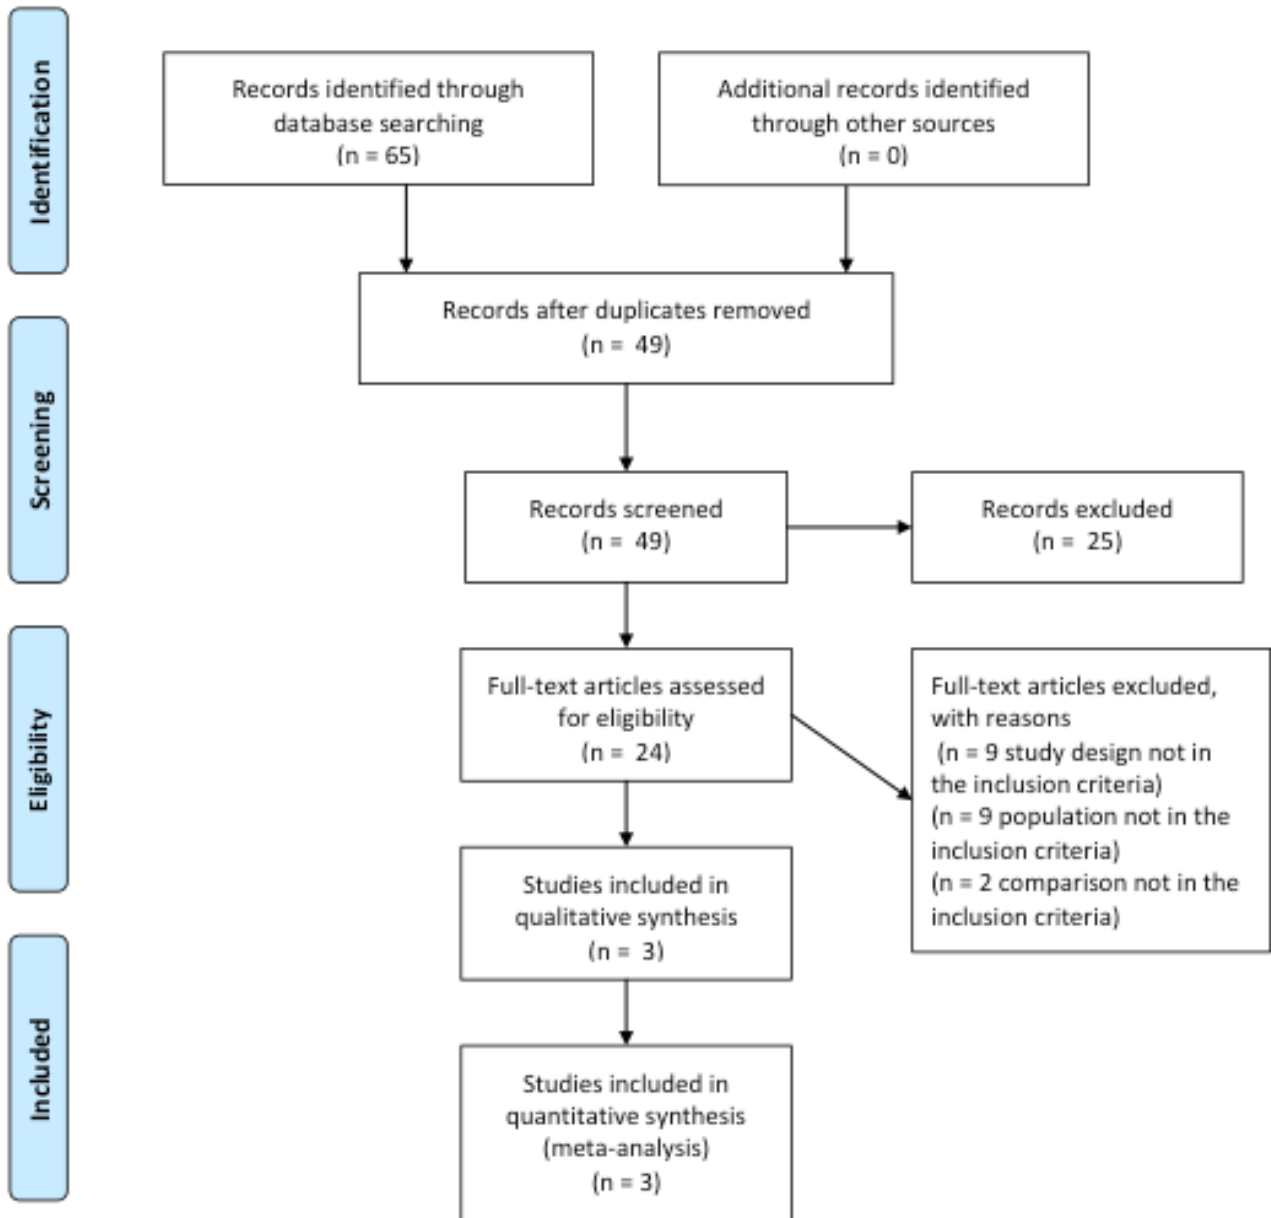 Identification
Records identified through
database searching
(n = 65)
Additional records identified
through other sources
(n = 0)
Records after duplicates removed
(n = 49)
Screening
Records screened
(n = 49)
Records excluded
(n = 25)
Eligibility
Full-text articles assessed
for eligibility
(n = 24)
Full-text articles excluded,
with reasons
(n = 9 study design not in
the inclusion criteria)
(n = 9 population not in the
inclusion criteria)
(n = 2 comparison not in the
inclusion criteria)
Studies included in
qualitative synthesis
(n = 3)
Included
Studies included in
quantitative synthesis
(meta-analysis)
(n = 3)